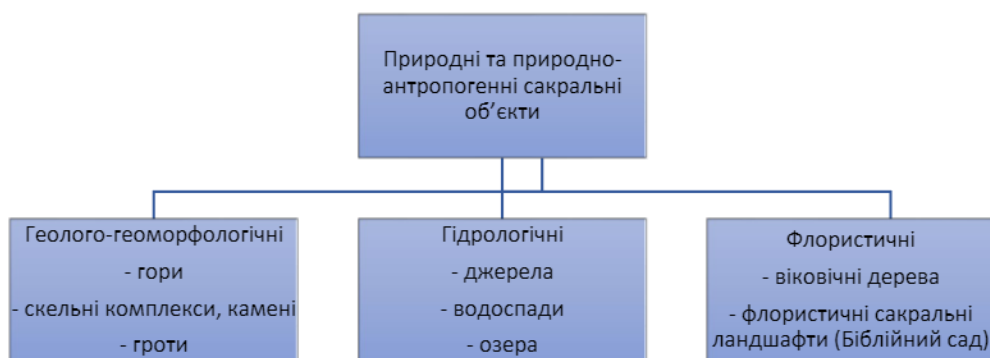 Природні та природно-
антропогенні сакральні
об’єкти
Геолого-геоморфологічні
- гори
- скельні комплекси, камені
- гроти
Гідрологічні
- джерела
- водоспади
- озера
Флористичні
- віковічні дерева
- флористичні сакральні
ландшафти (Біблійний сад)